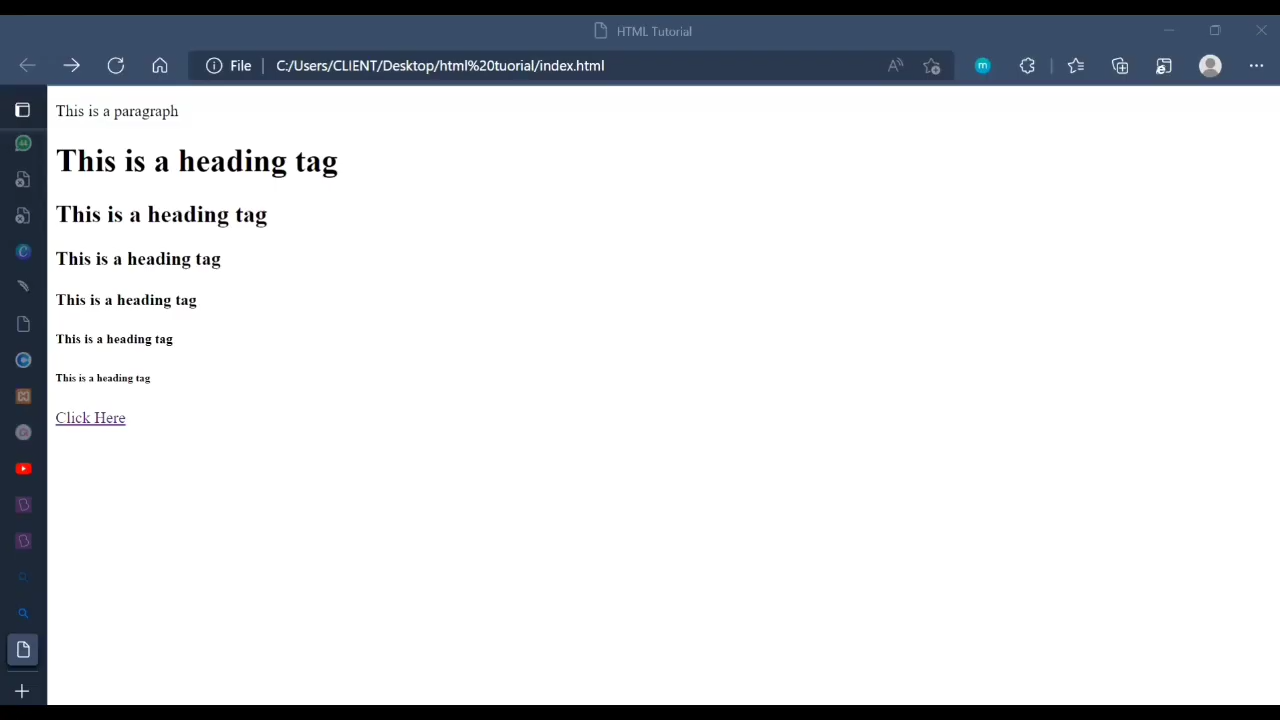 HTML Tutorial
File
C:/Users/CLIENT/Desktop/html%20tuorial/index.html
m
This is a paragraph
This is a heading tag
This is a heading tag
This is a heading tag
This is a heading tag
This is a heading tag
This is a heading tag
Click Here